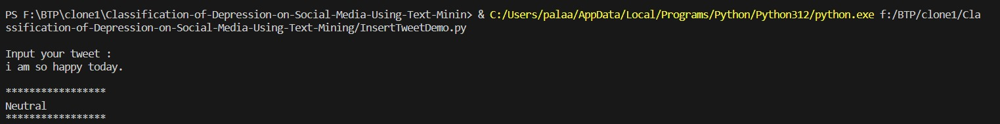 PS F:\BTP\clone1\Classification-of-Depression-on-Social-Media-Using-Text-Minin> & C:/Users/palaa/AppData/Local/Programs/Python/Python312/python.exe f:/BTP/clone1/Cla
ssification-of-Depression-on-Social-Media-Using-Text-Mining/InsertTweetDemo.py
Input your tweet :
i am so happy today.
*****************
Neutral
*****************